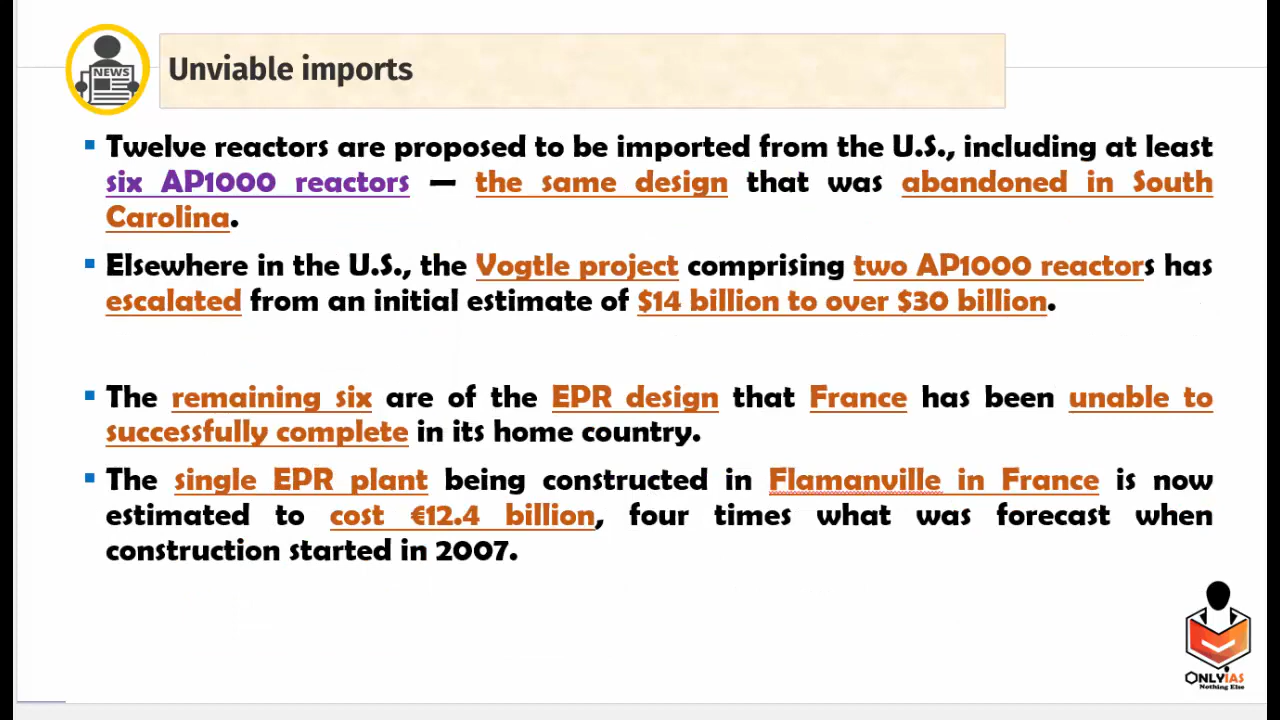 NEWS
Unviable imports
▪ Twelve reactors are proposed to be imported from the U.S., including at least
six AP1000 reactors — the same design that was abandoned in South
Carolina.
▪ Elsewhere in the U.S., the Vogtle project comprising two AP1000 reactors has
escalated from an initial estimate of $14 billion to over $30 billion.
▪ The remaining six are of the EPR design that France has been unable to
successfully complete in its home country.
▪ The single EPR plant being constructed in Flamanville in France is now
estimated to cost €12.4 billion, four times what was forecast when
construction started in 2007.
ONLYIAS
Nothing Else